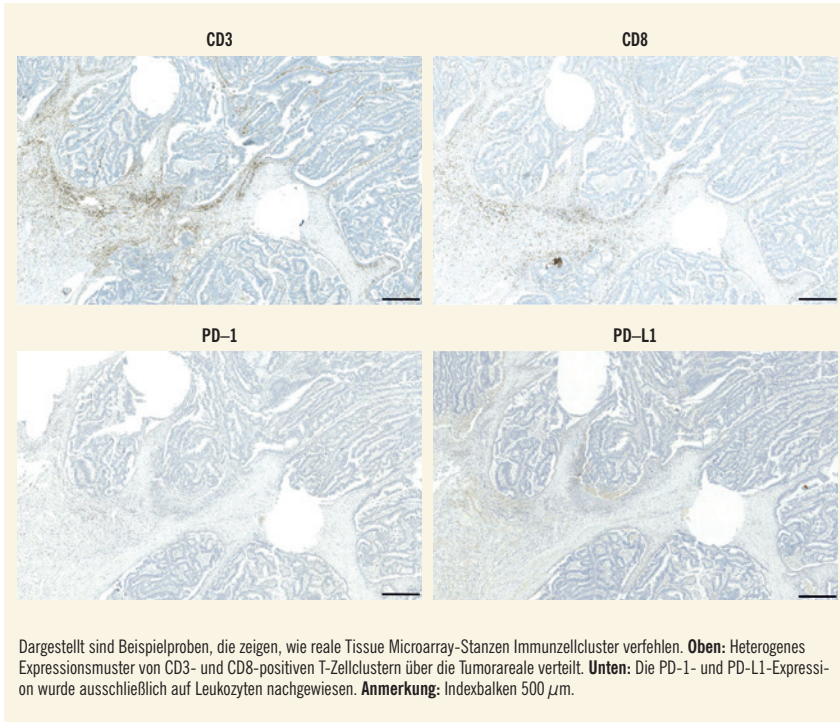 CD3
CD8
PD–1
PD–L1
Dargestellt sind Beispielproben, die zeigen, wie reale Tissue Microarray-Stanzen Immunzellcluster verfehlen. Oben: Heterogenes
Expressionsmuster von CD3- und CD8-positiven T-Zellclustern über die Tumorareale verteilt. Unten: Die PD-1- und PD-L1-Expressi-
on wurde ausschließlich auf Leukozyten nachgewiesen. Anmerkung: Indexbalken 500 μm.